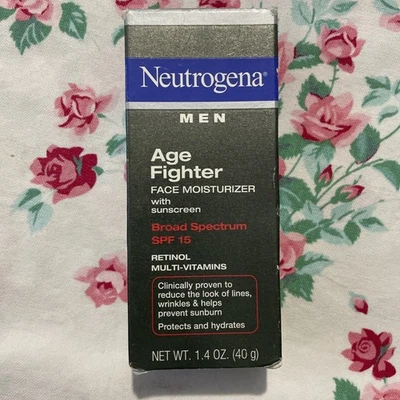 Neutrogena®
MEN
Age
Fighter
FACE MOISTURIZER
with
sunscreen
Broad Spectrum
SPF 15
RETINOL
MULTI-VITAMINS
Clinically proven to
reduce the look of lines,
wrinkles & helps
prevent sunburn
Protects and hydrates
NET WT. 1.4 OZ. (40 g)